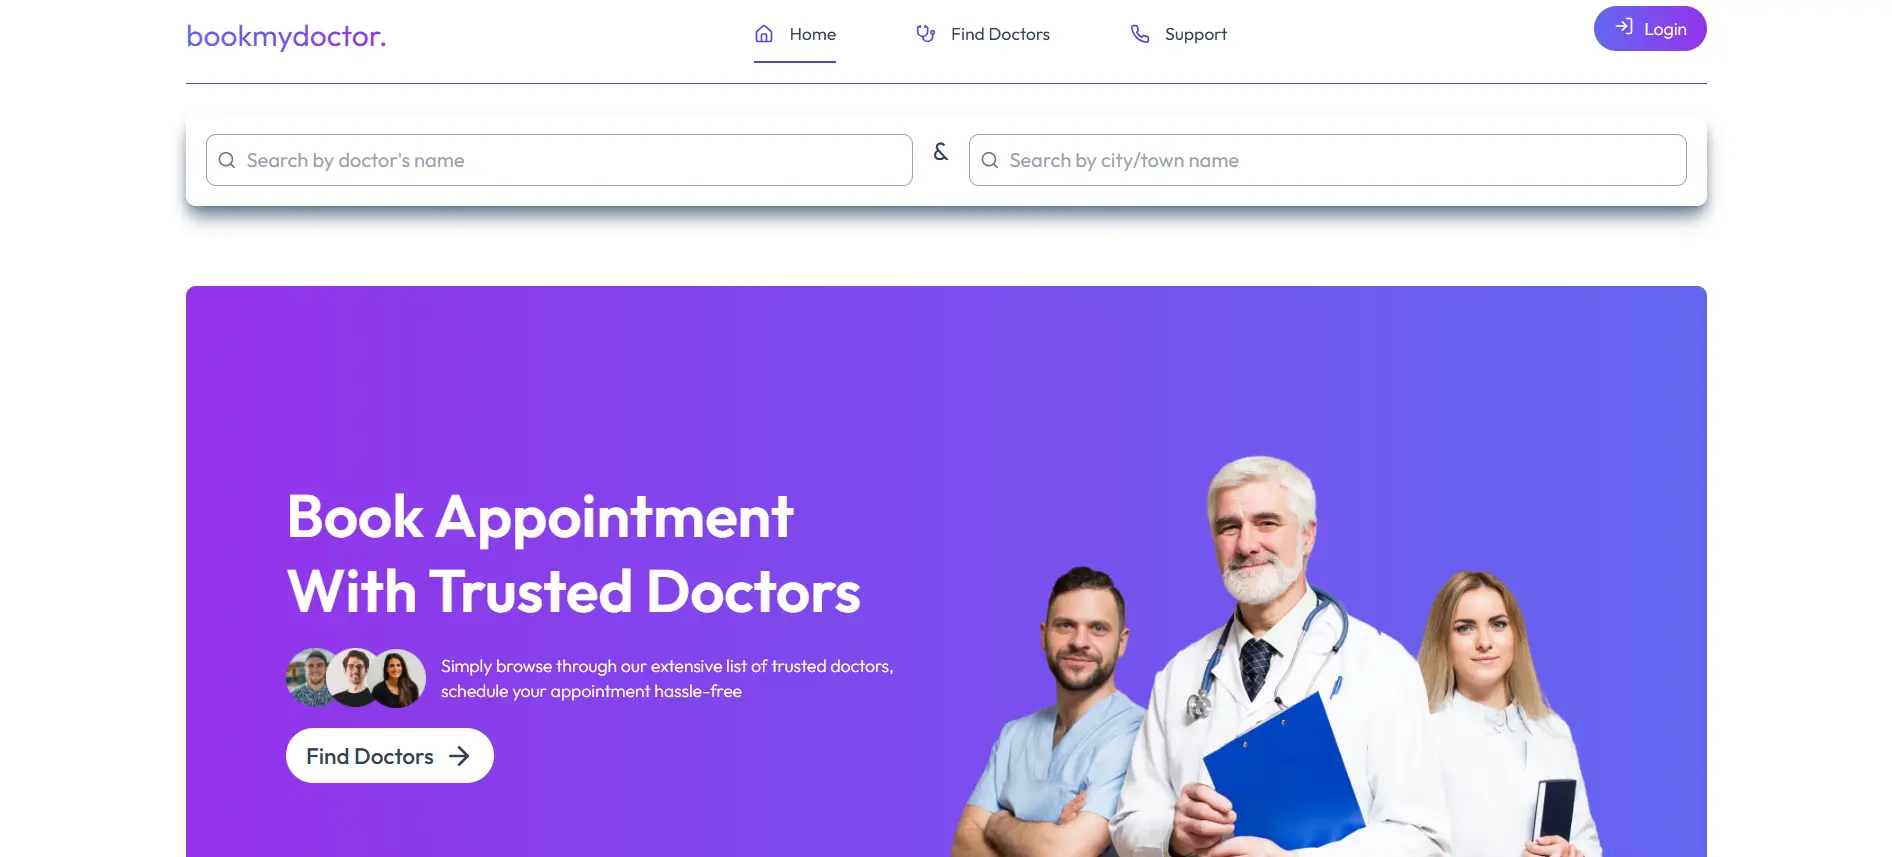 bookmydoctor.
Home
Find Doctors
Support
Login
Search by doctor's name
&
Search by city/town name
Book Appointment
With Trusted Doctors
Simply browse through our extensive list of trusted doctors,
schedule your appointment hassle-free
Find Doctors